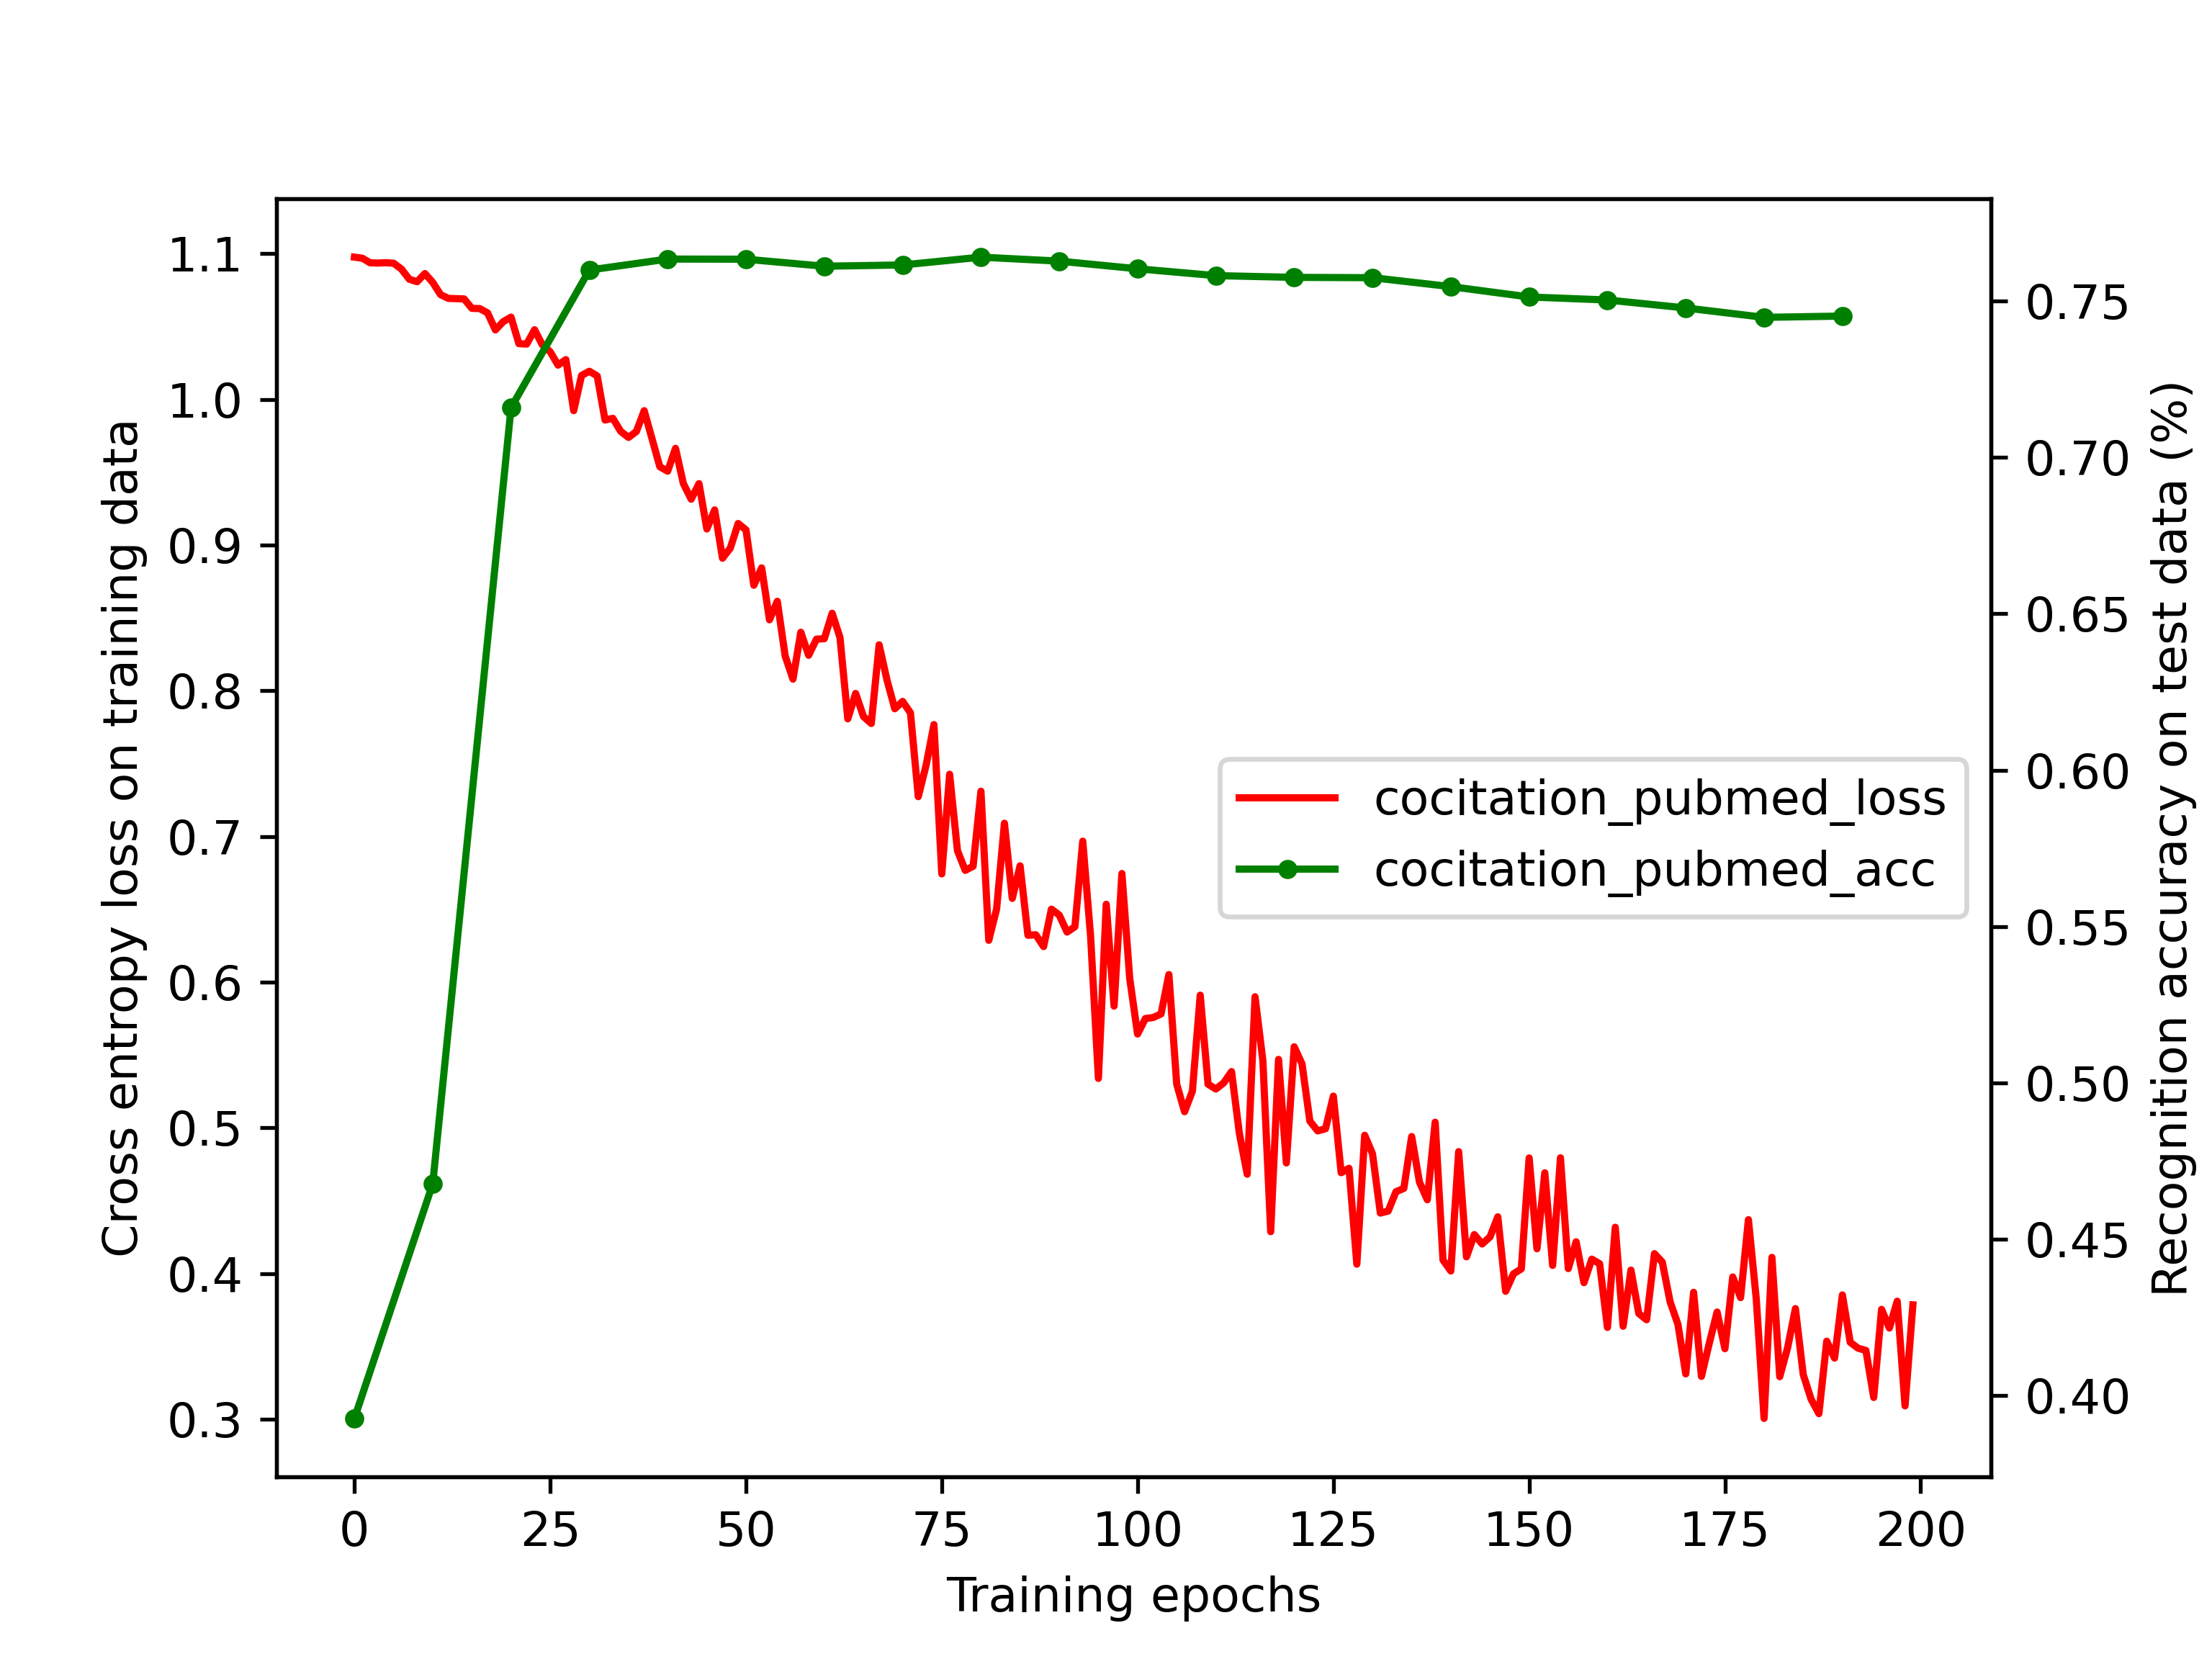 1.1
1.0
0.9
0.8
0.7
0.6
0.5
0.4
0.3
Cross entropy loss on training data
0.75
0.70
0.65
0.60
0.55
0.50
0.45
0.40
Recognition accuracy on test data (%)
cocitation_pubmed_loss
cocitation_pubmed_acc
0 25 50 75 100 125 150 175 200
Training epochs